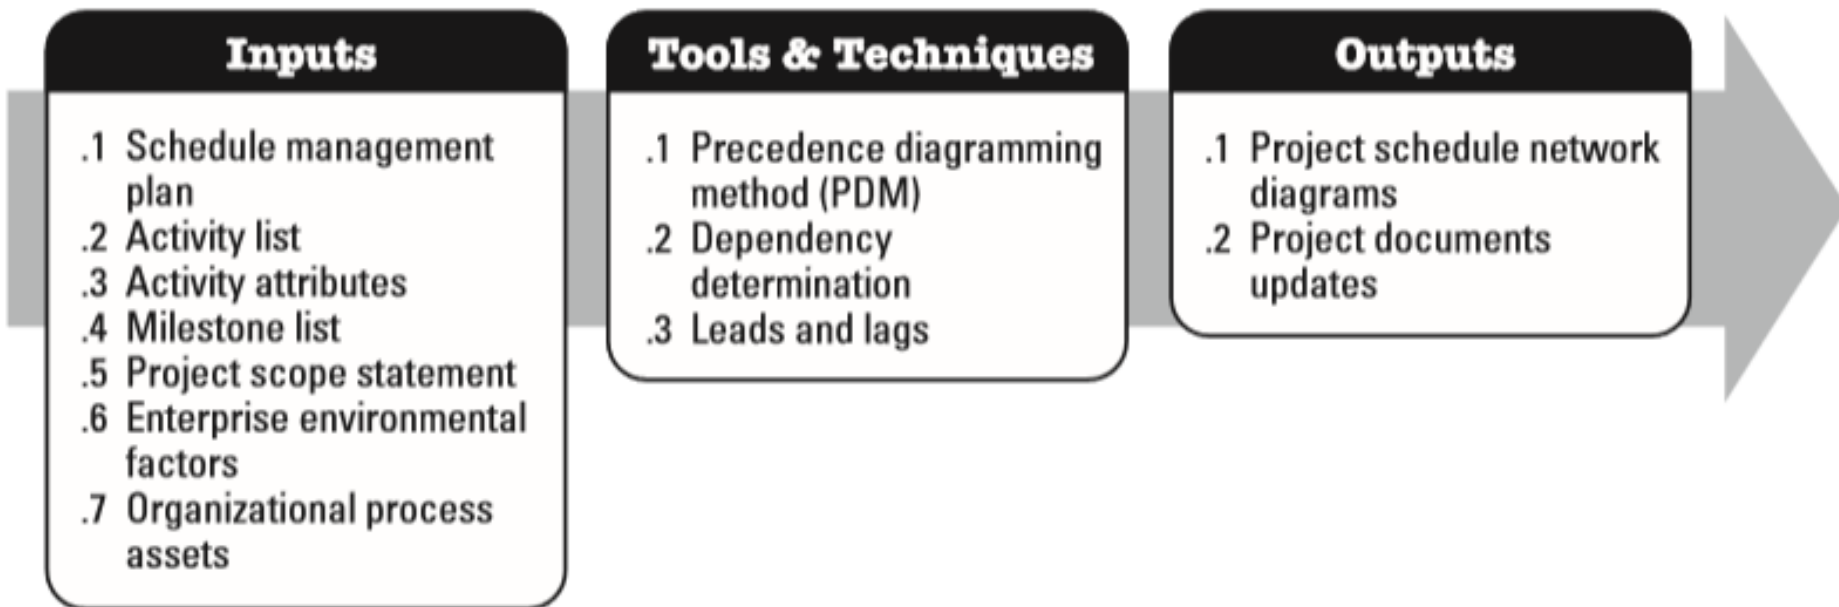 Inputs
.1 Schedule management
plan
.2 Activity list
.3 Activity attributes
.4 Milestone list
.5 Project scope statement
.6 Enterprise environmental
factors
.7 Organizational process
assets
Tools & Techniques
.1 Precedence diagramming
method (PDM)
.2 Dependency
determination
.3 Leads and lags
Outputs
.1 Project schedule network
diagrams
.2 Project documents
updates